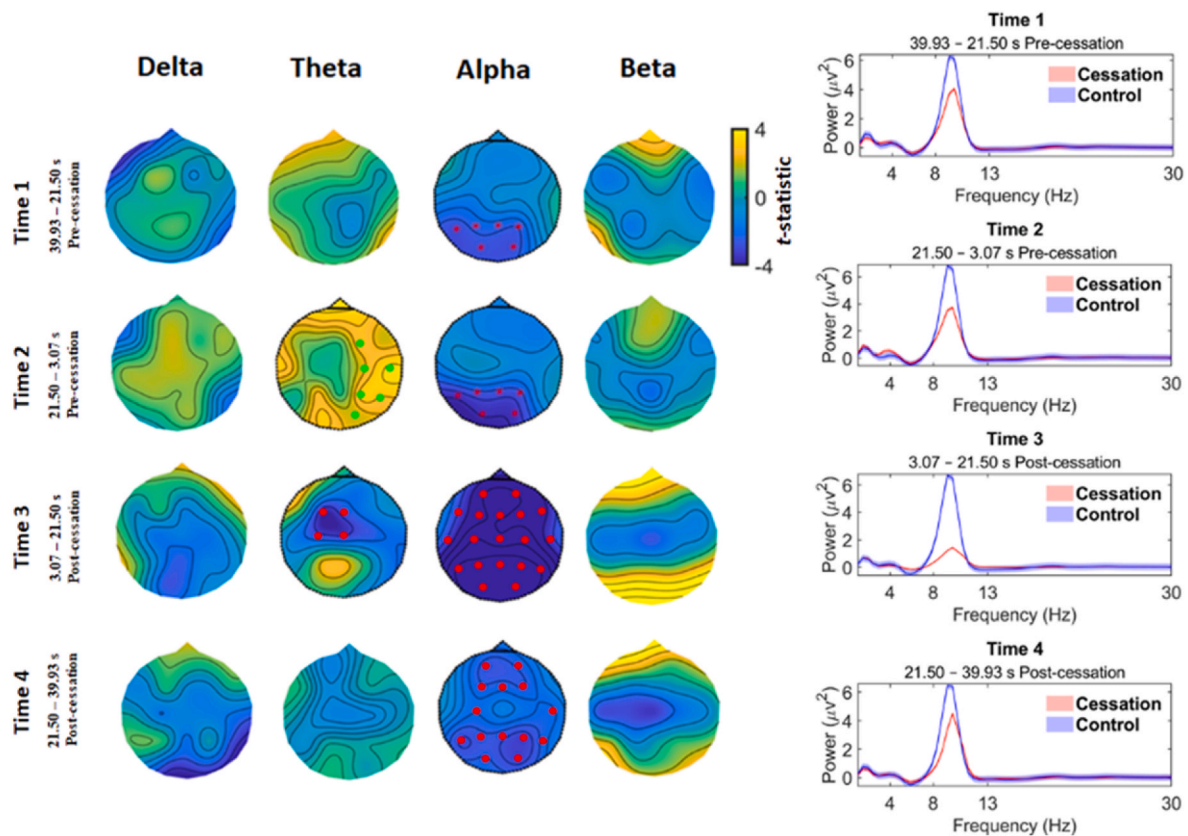 Delta Theta Alpha Beta
Time 1
39.93 – 21.50 s
Pre-cessation
4
0
-4
t-statistic
Time 2
21.50 – 3.07 s
Pre-cessation
Time 3
3.07 – 21.50 s
Post-cessation
Time 4
21.50 – 39.93 s
Post-cessation
Time 1
39.93 – 21.50 s Pre-cessation
Power (μv²)
6
4
2
0
Cessation
Control
4 8 13 30
Frequency (Hz)
Time 2
21.50 – 3.07 s Pre-cessation
Power (μv²)
6
4
2
0
Cessation
Control
4 8 13 30
Frequency (Hz)
Time 3
3.07 – 21.50 s Post-cessation
Power (μv²)
6
4
2
0
Cessation
Control
4 8 13 30
Frequency (Hz)
Time 4
21.50 – 39.93 s Post-cessation
Power (μv²)
6
4
2
0
Cessation
Control
4 8 13 30
Frequency (Hz)